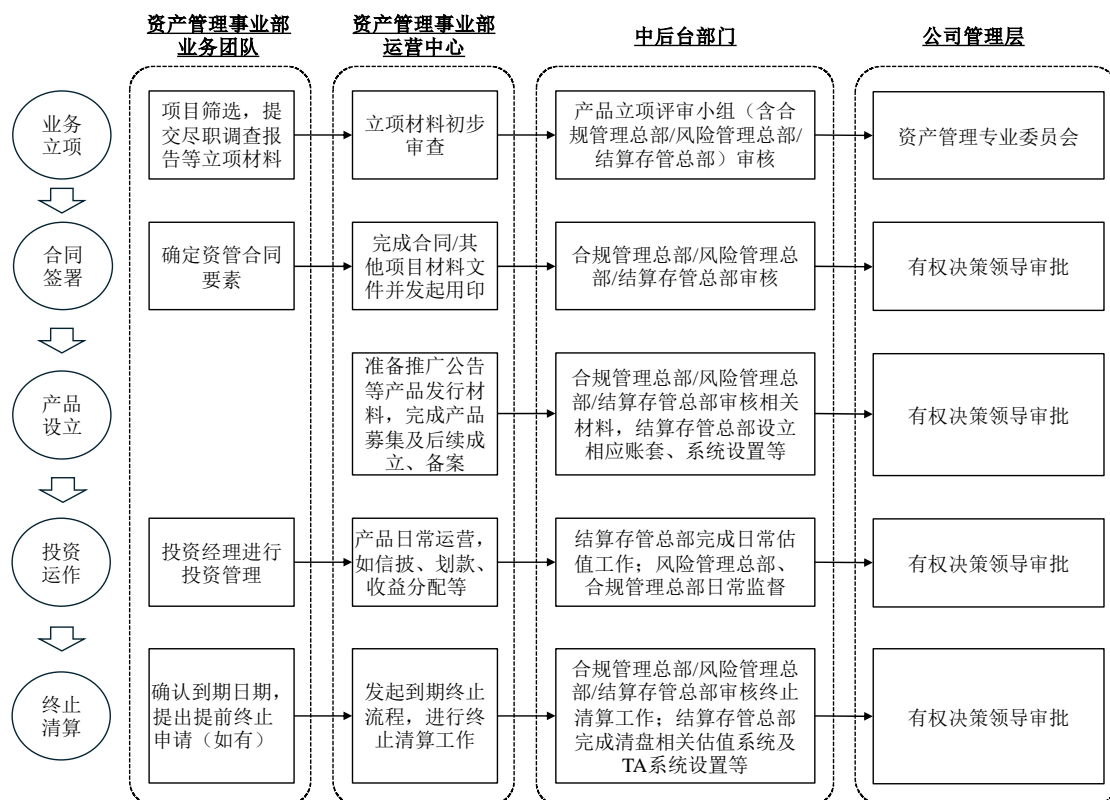 资产管理事业部
业务团队
资产管理事业部
运营中心
中后台部门
公司管理层
业务
立项
项目筛选，提
交尽职调查报
告等立项材料
立项材料初步
审查
产品立项评审小组（含合
规管理总部/风险管理总部/
结算存管总部）审核
资产管理专业委员会
合同
签署
确定资管合同
要素
完成合同/其
他项目材料文
件并发起用印
合规管理总部/风险管理总
部/结算存管总部审核
有权决策领导审批
产品
设立
准备推广公告
等产品发行材
料，完成产品
募集及后续成
立、备案
合规管理总部/风险管理总
部/结算存管总部审核相关
材料，结算存管总部设立
相应账套、系统设置等
有权决策领导审批
投资
运作
投资经理进行
投资管理
产品日常运营，
如信披、划款、
收益分配等
结算存管总部完成日常估
值工作；风险管理总部、
合规管理总部日常监督
有权决策领导审批
终止
清算
确认到期日期，
提出提前终止
申请（如有）
发起到期终止
流程，进行终
止清算工作
合规管理总部/风险管理总
部/结算存管总部审核终止
清算工作；结算存管总部
完成清盘相关估值系统及
TA系统设置等
有权决策领导审批